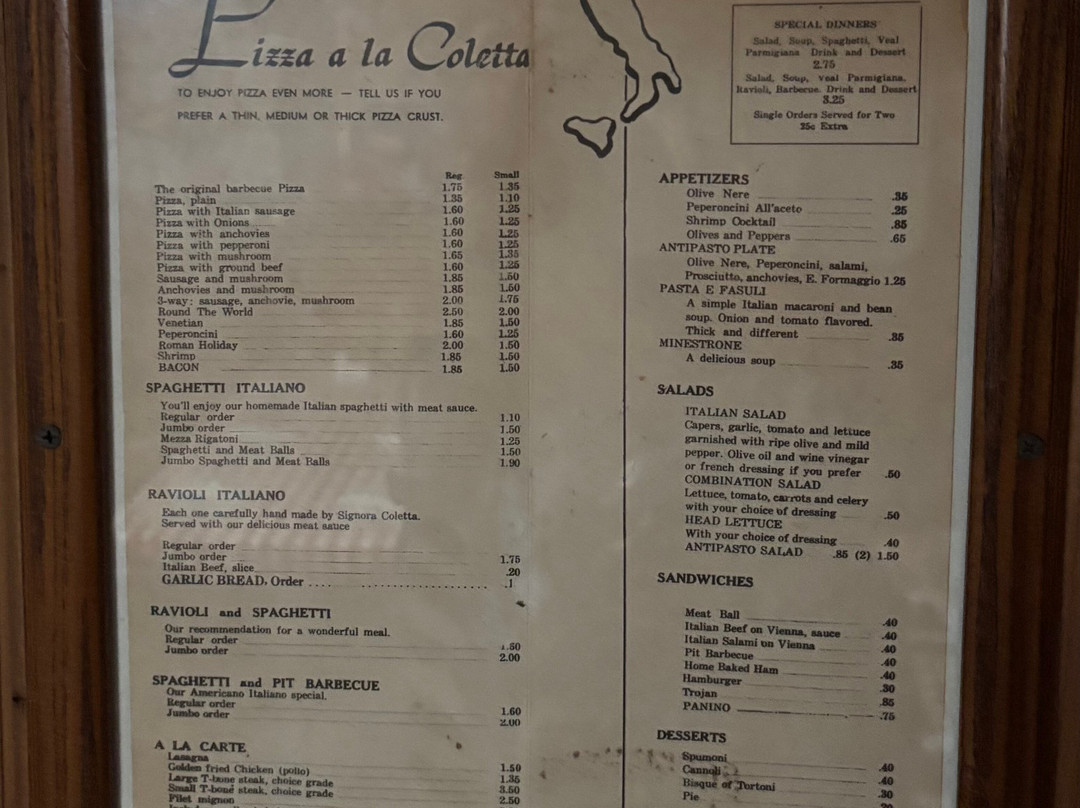 Pizza a la Coletta
TO ENJOY PIZZA EVEN MORE — TELL US IF YOU
PREFER A THIN, MEDIUM OR THICK PIZZA CRUST.
Reg. Small
The original barbecue Pizza 1.75 1.35
Pizza, plain 1.35 1.10
Pizza with Italian sausage 1.60 1.25
Pizza with Onions 1.60 1.25
Pizza with anchovies 1.60 1.25
Pizza with pepperoni 1.60 1.25
Pizza with mushroom 1.65 1.35
Pizza with ground beef 1.60 1.25
Sausage and mushroom 1.85 1.50
Anchovies and mushroom 1.85 1.50
3-way: sausage, anchovie, mushroom 2.00 1.75
Round The World 2.50 2.00
Venetian 1.85 1.50
Peperoncini 1.60 1.25
Roman Holiday 2.00 1.50
Shrimp 1.85 1.50
BACON 1.85 1.50
SPAGHETTI ITALIANO
You'll enjoy our homemade Italian spaghetti with meat sauce.
Regular order 1.10
Jumbo order 1.50
Mezza Rigatoni 1.25
Spaghetti and Meat Balls 1.50
Jumbo Spaghetti and Meat Balls 1.90
RAVIOLI ITALIANO
Each one carefully hand made by Signora Coletta.
Served with our delicious meat sauce
Regular order
Jumbo order 1.75
Italian Beef, slice .20
GARLIC BREAD, Order
RAVIOLI and SPAGHETTI
Our recommendation for a wonderful meal.
Regular order 1.50
Jumbo order 2.00
SPAGHETTI and PIT BARBECUE
Our Americano Italiano special.
Regular order 1.60
Jumbo order 2.00
A LA CARTE
Lasagna 1.50
Golden fried Chicken (pollo) 1.35
Large T-bone steak, choice grade 3.50
Small T-bone steak, choice grade 2.50
Filet mignon
SPECIAL DINNERS
Salad, Soup, Spaghetti, Veal
Parmigiana Drink and Dessert
2.75
Salad, Soup, veal Parmigiana,
Ravioli, Barbecue. Drink and Dessert
3.25
Single Orders Served for Two
35c Extra
APPETIZERS
Olive Nere .35
Peperoncini All'aceto .25
Shrimp Cocktail .85
Olives and Peppers .65
ANTIPASTO PLATE
Olive Nere, Peperoncini, salami,
Prosciutto, anchovies, E. Formaggio 1.25
PASTA E FASULI
A simple Italian macaroni and bean
soup. Onion and tomato flavored.
Thick and different .35
MINESTRONE
A delicious soup .35
SALADS
ITALIAN SALAD
Capers, garlic, tomato and lettuce
garnished with ripe olive and mild
pepper. Olive oil and wine vinegar
or french dressing if you prefer .50
COMBINATION SALAD
Lettuce, tomato, carrots and celery
with your choice of dressing .50
HEAD LETTUCE
With your choice of dressing .40
ANTIPASTO SALAD .85 (2) 1.50
SANDWICHES
Meat Ball .40
Italian Beef on Vienna, sauce .40
Italian Salami on Vienna .40
Pit Barbecue .40
Home Baked Ham .40
Hamburger .30
Trojan .85
PANINO .75
DESSERTS
Spumoni .40
Cannoli .40
Bisque of Tortoni .30
Pie